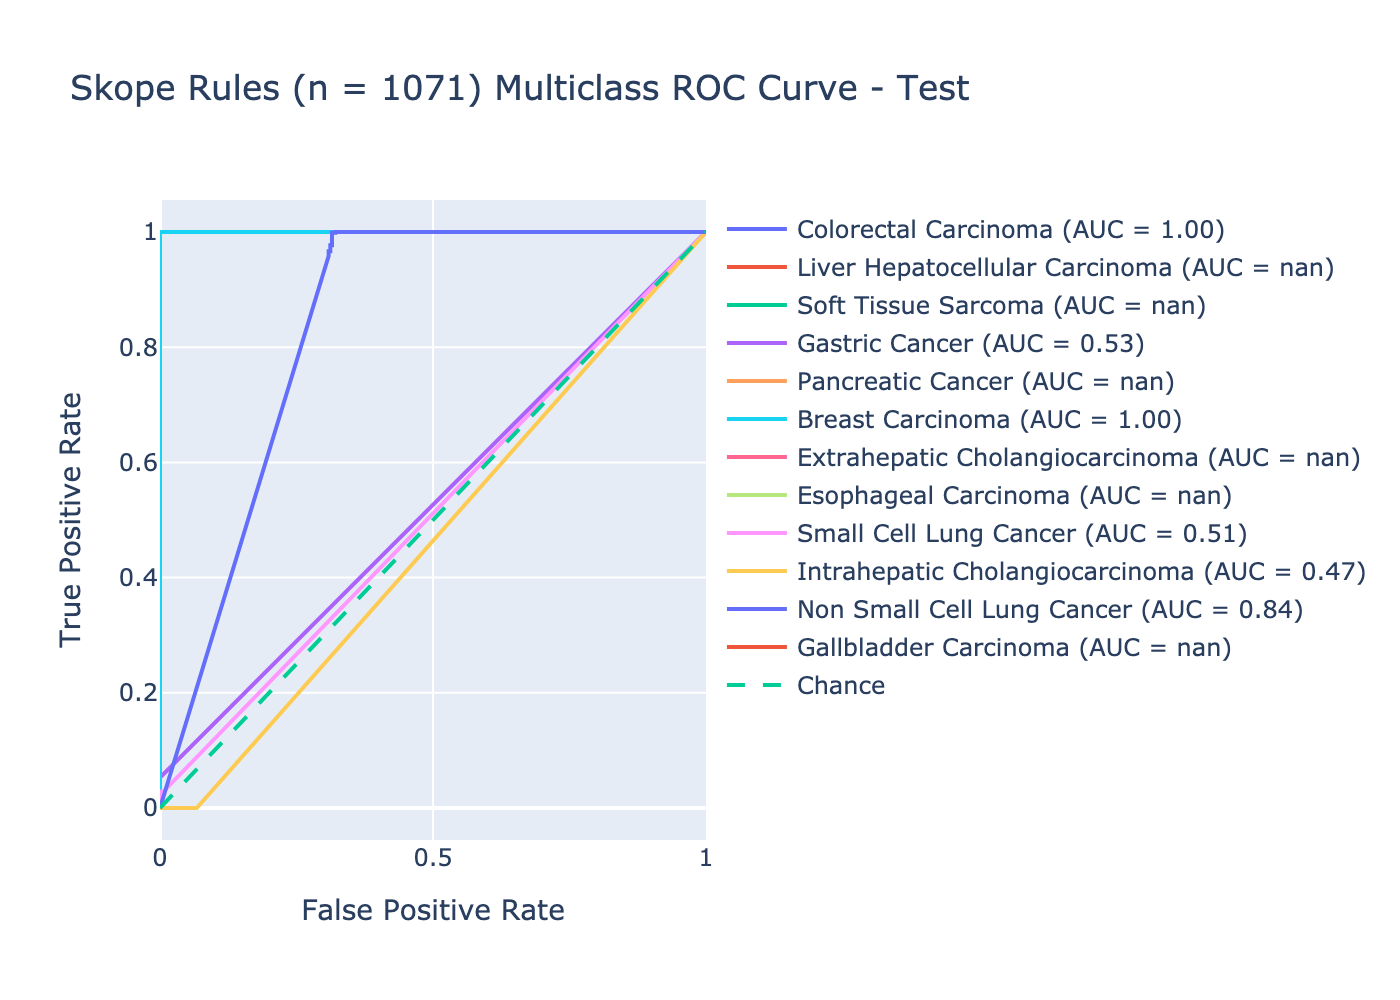 Skope Rules (n = 1071) Multiclass ROC Curve - Test
1
0.8
0.6
0.4
0.2
0
0
0.5
1
True Positive Rate
False Positive Rate
Colorectal Carcinoma (AUC = 1.00)
Liver Hepatocellular Carcinoma (AUC = nan)
Soft Tissue Sarcoma (AUC = nan)
Gastric Cancer (AUC = 0.53)
Pancreatic Cancer (AUC = nan)
Breast Carcinoma (AUC = 1.00)
Extrahepatic Cholangiocarcinoma (AUC = nan)
Esophageal Carcinoma (AUC = nan)
Small Cell Lung Cancer (AUC = 0.51)
Intrahepatic Cholangiocarcinoma (AUC = 0.47)
Non Small Cell Lung Cancer (AUC = 0.84)
Gallbladder Carcinoma (AUC = nan)
Chance